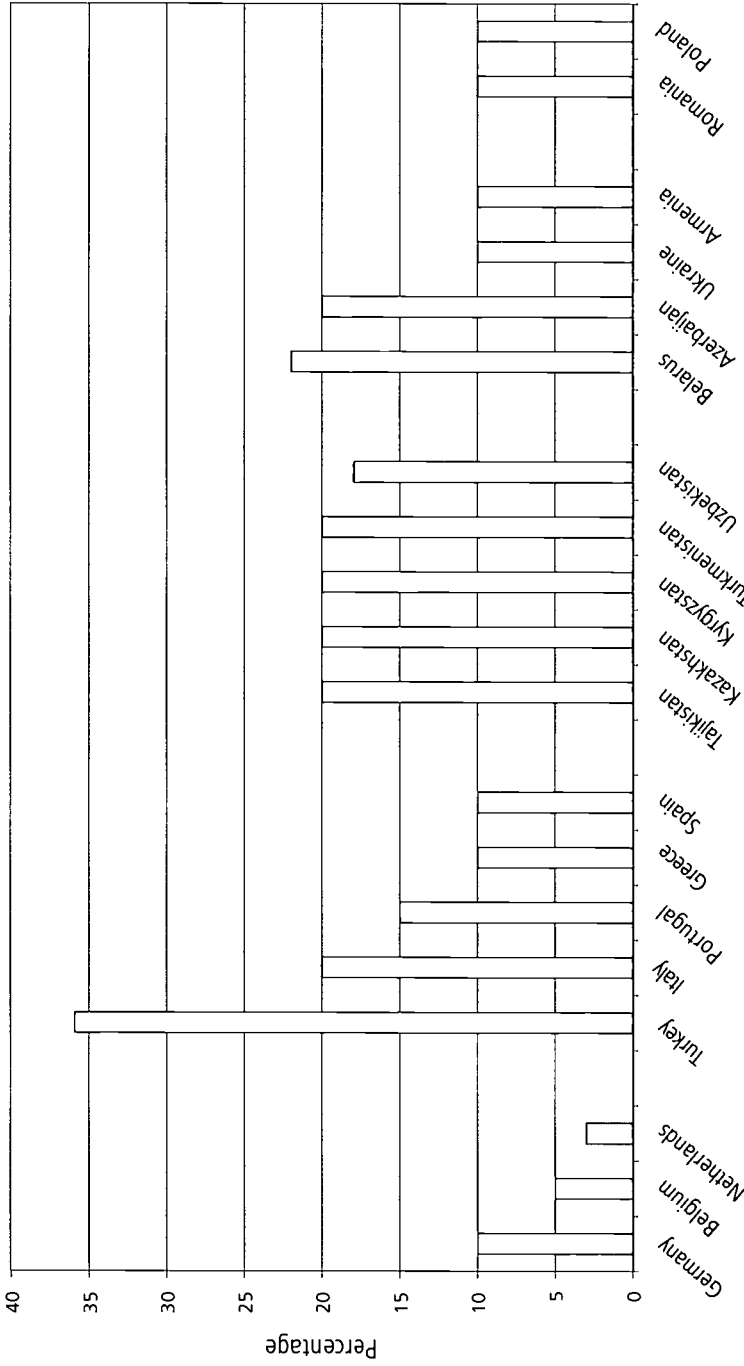 Percentage
40
35
30
25
20
15
10
5
0
Germany
Belgium
Netherlands
Turkey
Italy
Portugal
Greece
Spain
Tajikistan
Kazakhstan
Kyrgyzstan
Turkmenistan
Uzbekistan
Belarus
Azerbaijan
Ukraine
Armenia
Romania
Poland